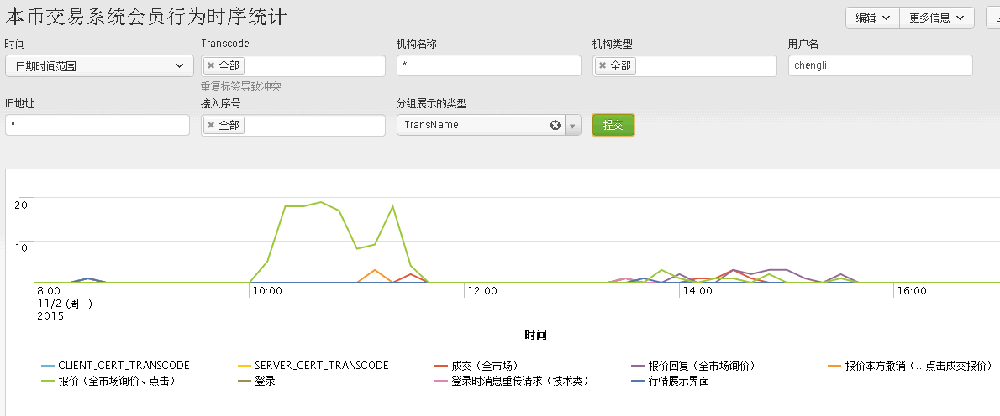 本币交易系统会员行为时序统计
编辑 更多信息
时间 Transcode 机构名称 机构类型 用户名
日期时间范围 全部 * 全部 chengli
重复标签导致冲突
IP地址 接入序号 分组展示的类型
* 全部 TransName 提交
20
10
8:00 10:00 12:00 14:00 16:00
11/2 (周一)
2015
时间
CLIENT_CERT_TRANSCODE SERVER_CERT_TRANSCODE 成交（全市场） 报价回复（全市场询价） 报价本方撤销（...点击成交报价）
报价（全市场询价、点击） 登录 登录时消息重传请求（技术类） 行情展示界面